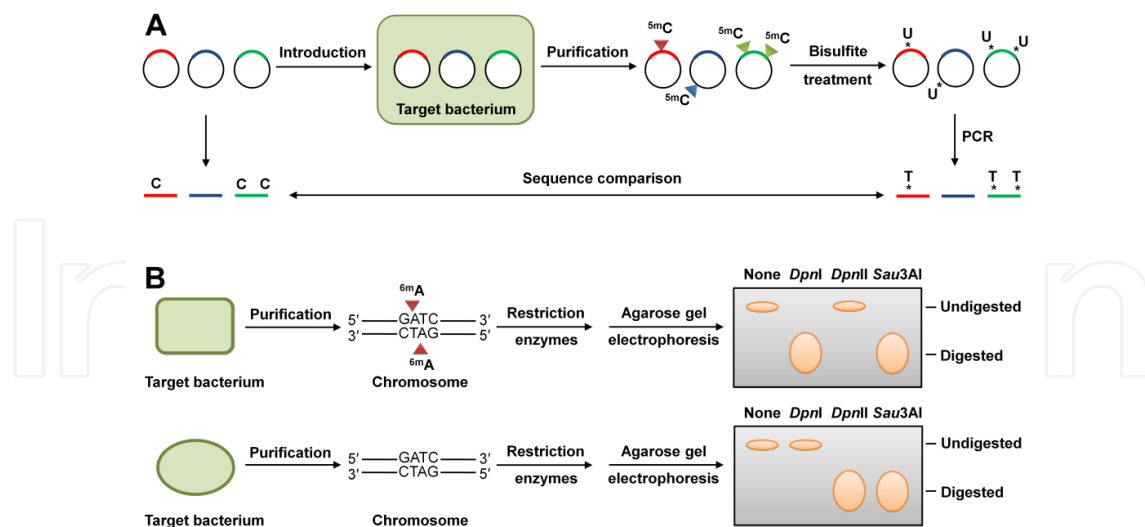 A
Introduction
Target bacterium
Purification
5mC
5mC
5mC
5mC
Bisulfite
treatment
U
*
U
*
U
*
*U
PCR
C
C C
Sequence comparison
T
*
T
*
T
*
B
Target bacterium
Purification
6mA
5′ GATC 3′
3′ CTAG 5′
6mA
Chromosome
Restriction
enzymes
Agarose gel
electrophoresis
None DpnI DpnII Sau3AI
Undigested
Digested
Target bacterium
Purification
5′ GATC 3′
3′ CTAG 5′
Chromosome
Restriction
enzymes
Agarose gel
electrophoresis
None DpnI DpnII Sau3AI
Undigested
Digested
In
n